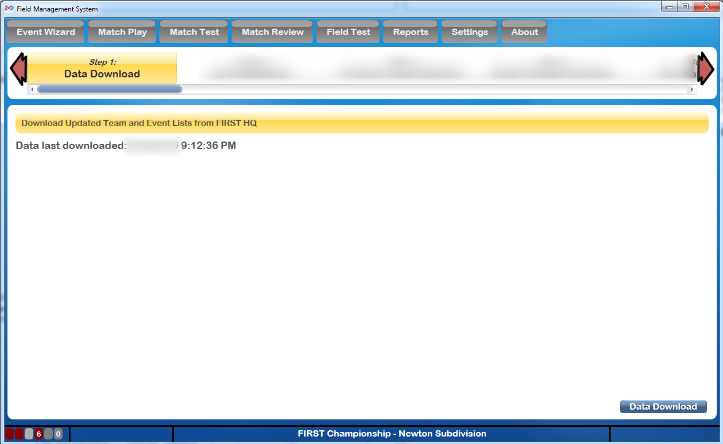 Field Management System
Event Wizard Match Play Match Test Match Review Field Test Reports Settings About
Step 1:
Data Download
Download Updated Team and Event Lists from FIRST HQ
Data last downloaded: 9:12:36 PM
Data Download
6 0 FIRST Championship - Newton Subdivision